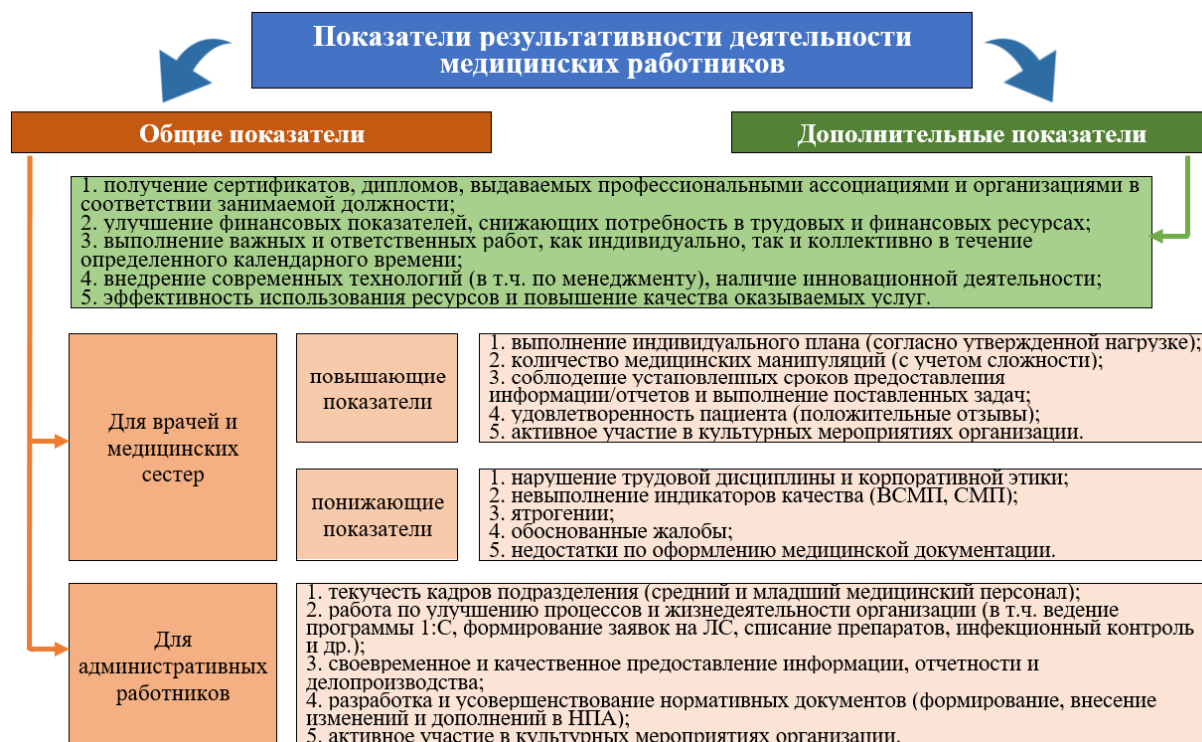 Показатели результативности деятельности
медицинских работников
Общие показатели
Дополнительные показатели
1. получение сертификатов, дипломов, выдаваемых профессиональными ассоциациями и организациями в
соответствии занимаемой должности;
2. улучшение финансовых показателей, снижающих потребность в трудовых и финансовых ресурсах;
3. выполнение важных и ответственных работ, как индивидуально, так и коллективно в течение
определенного календарного времени;
4. внедрение современных технологий (в т.ч. по менеджменту), наличие инновационной деятельности;
5. эффективность использования ресурсов и повышение качества оказываемых услуг.
Для врачей и
медицинских
сестер
повышающие
показатели
1. выполнение индивидуального плана (согласно утвержденной нагрузке);
2. количество медицинских манипуляций (с учетом сложности);
3. соблюдение установленных сроков предоставления
информации/отчетов и выполнение поставленных задач;
4. удовлетворенность пациента (положительные отзывы);
5. активное участие в культурных мероприятиях организации.
понижающие
показатели
1. нарушение трудовой дисциплины и корпоративной этики;
2. невыполнение индикаторов качества (ВСМП, СМП);
3. ятрогении;
4. обоснованные жалобы;
5. недостатки по оформлению медицинской документации.
Для
административных
работников
1. текучесть кадров подразделения (средний и младший медицинский персонал);
2. работа по улучшению процессов и жизнедеятельности организации (в т.ч. ведение
программы 1:С, формирование заявок на ЛС, списание препаратов, инфекционный контроль
и др.);
3. своевременное и качественное предоставление информации, отчетности и
делопроизводства;
4. разработка и усовершенствование нормативных документов (формирование, внесение
изменений и дополнений в НПА);
5. активное участие в культурных мероприятиях организации.